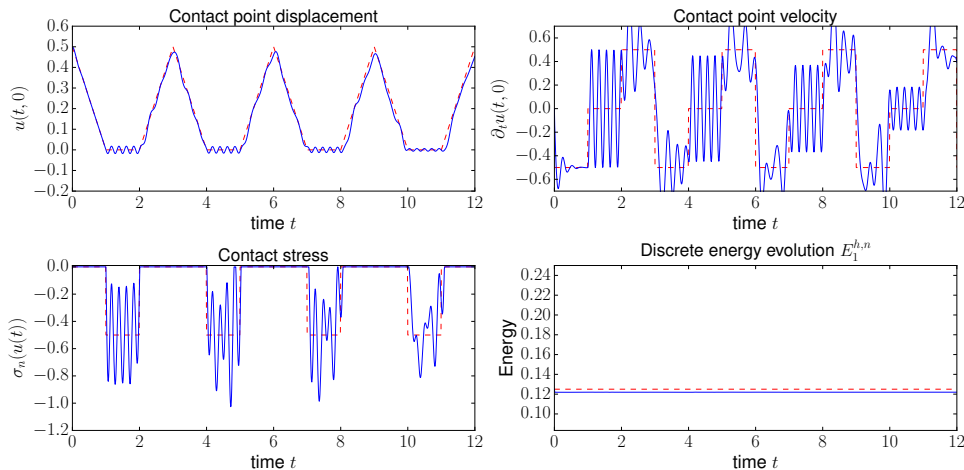 Contact point displacement
u(t, 0)
0.5
0.4
0.3
0.2
0.1
0.0
−0.1
0.2
0 2 4 6 8 10 12
time t
Contact point velocity
∂ₜu(t, 0)
0.6
0.4
0.2
0.0
−0.2
−0.4
−0.6
0 2 4 6 8 10 12
time t
Contact stress
σₙ(u(t))
0.0
−0.2
−0.4
−0.6
−0.8
−1.0
−1.2
0 2 4 6 8 10 12
time t
Discrete energy evolution E₁ʰ,ⁿ
Energy
0.24
0.22
0.20
0.18
0.16
0.14
0.12
0.10
0 2 4 6 8 10 12
time t